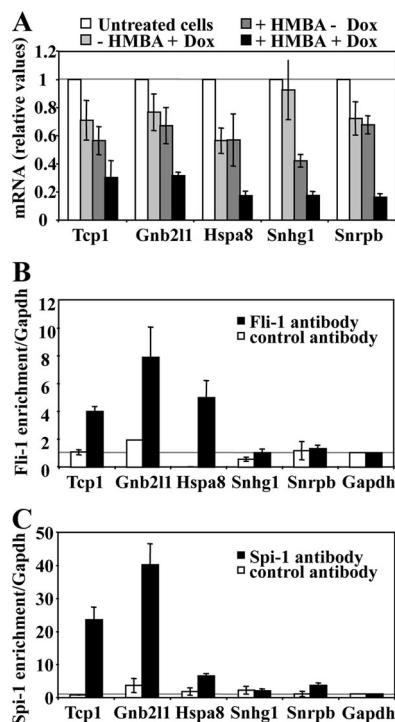 A
Untreated cells
+ HMBA - Dox
- HMBA + Dox
+ HMBA + Dox
mRNA (relative values)
1
0.8
0.6
0.4
0.2
0
Tcp1 Gnb2l1 Hspa8 Snhg1 Snrpb
B
Fli-1 enrichment/Gapdh
12
10
8
6
4
2
0
Fli-1 antibody
control antibody
Tcp1 Gnb2l1 Hspa8 Snhg1 Snrpb Gapdh
C
Spi-1 enrichment/Gapdh
50
40
30
20
10
0
Spi-1 antibody
control antibody
Tcp1 Gnb2l1 Hspa8 Snhg1 Snrpb Gapdh